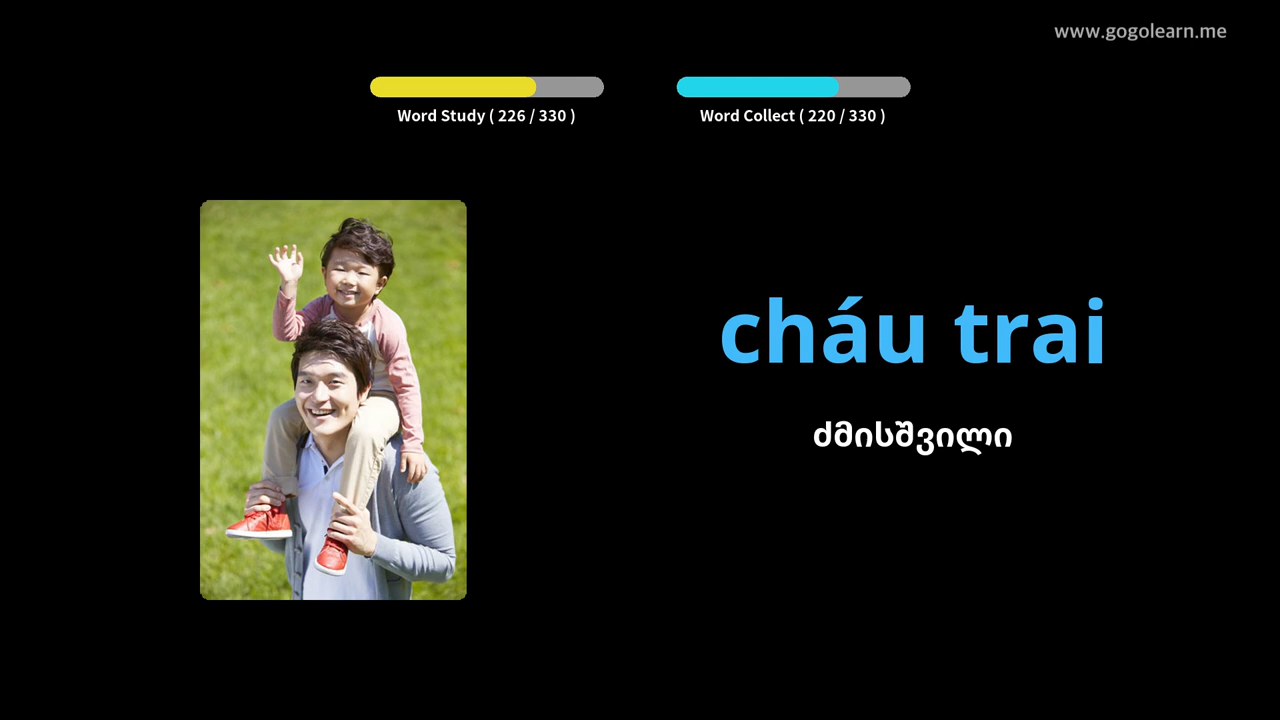 www.gogolearn.me
Word Study ( 226 / 330 )
Word Collect ( 220 / 330 )
cháu trai
ძმისშვილი